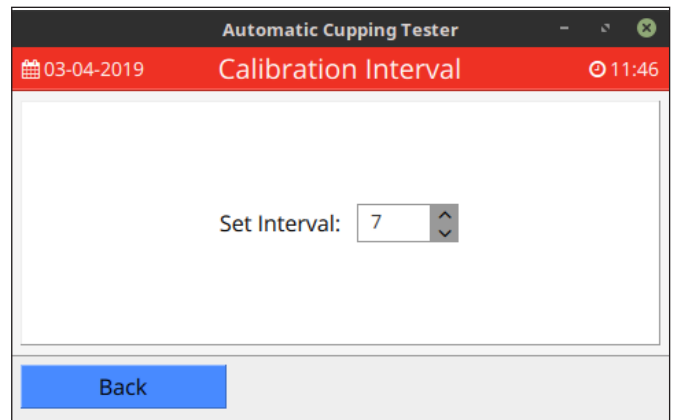 Automatic Cupping Tester
03-04-2019 Calibration Interval 11:46
Set Interval: 7
Back